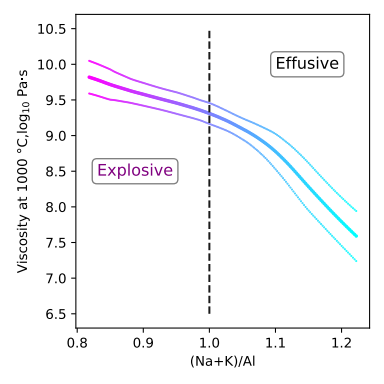 10.5
10.0
9.5
9.0
8.5
8.0
7.5
7.0
6.5
Viscosity at 1000 °C,log₁₀ Pa·s
Effusive
Explosive
0.8 0.9 1.0 1.1 1.2
(Na+K)/Al